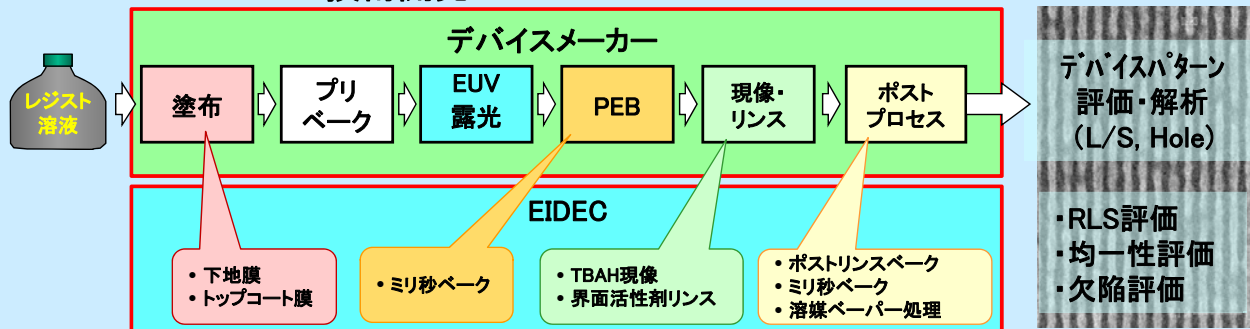 デバイスメーカー
レジスト
溶液
塗布
プリ
ベーク
EUV
露光
PEB
現像・
リンス
ポスト
プロセス
デバイスパターン
評価・解析
(L/S, Hole)
EIDEC
• 下地膜
• トップコート膜
• ミリ秒ベーク
• TBAH現像
• 界面活性剤リンス
• ポストリンスベーク
• ミリ秒ベーク
• 溶媒ベーパー処理
・RLS評価
・均一性評価
・欠陥評価